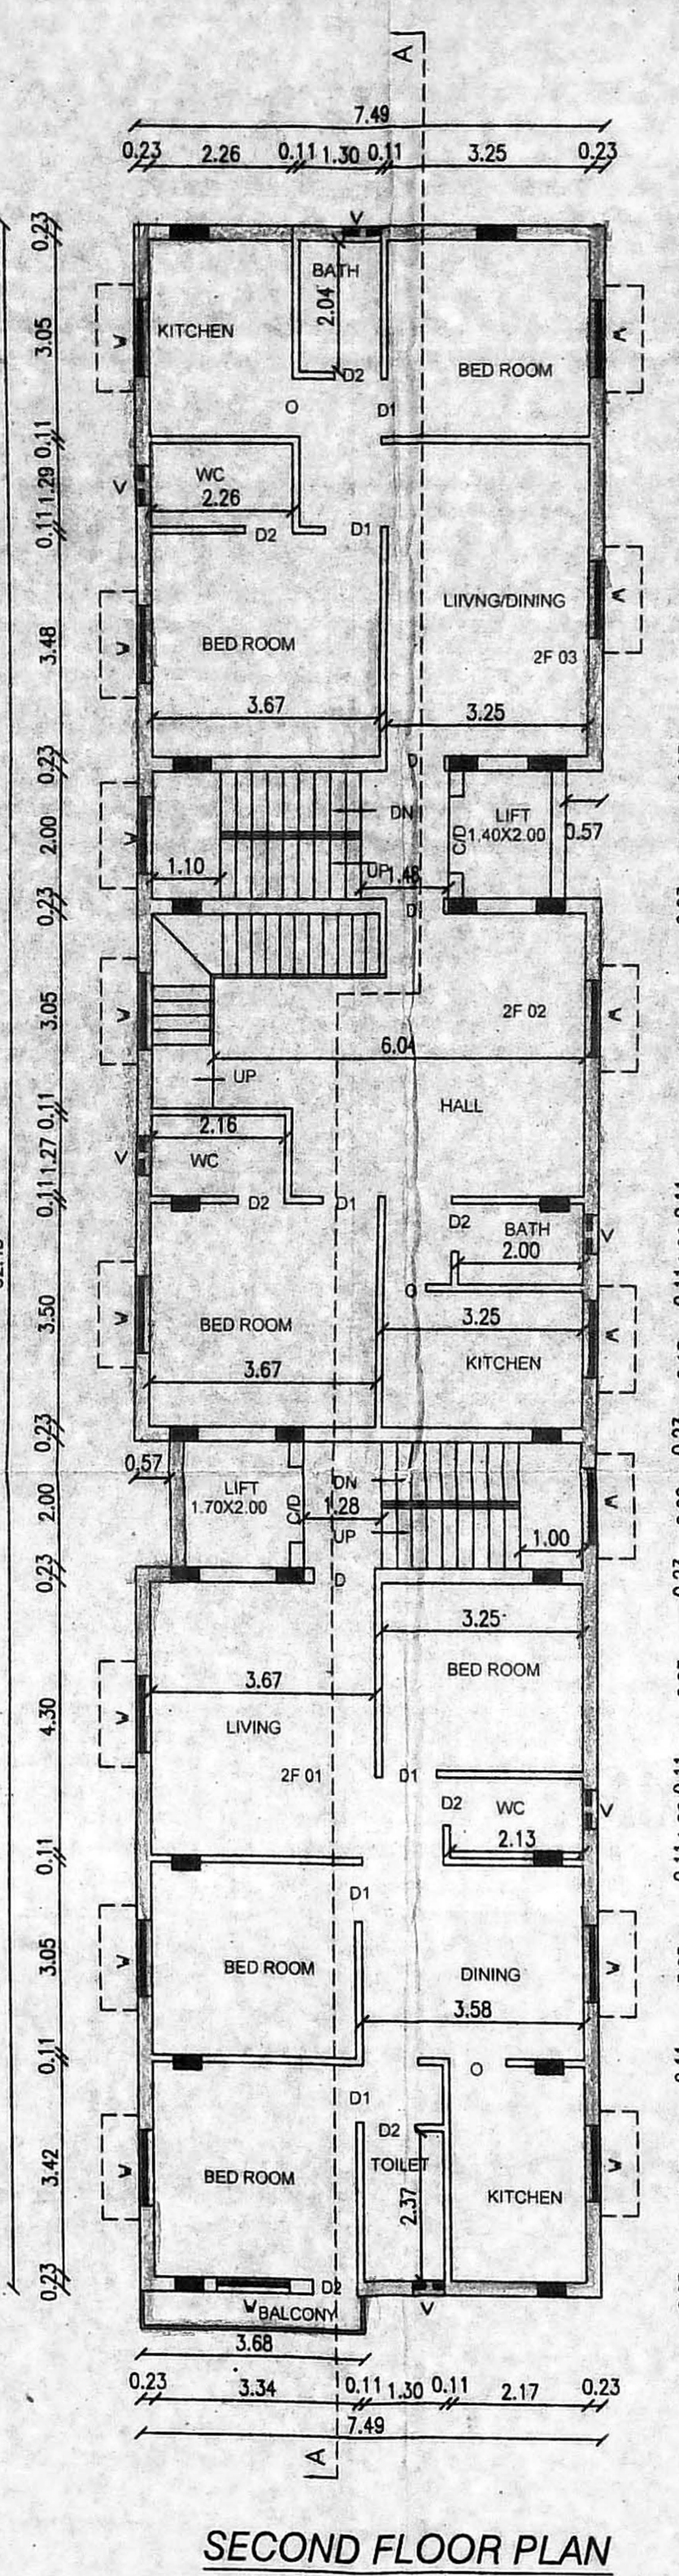 A
7.49
0.23 2.26 0.11 1.30 0.11 3.25 0.23
0.23
V
BATH
2.04
3.05
KITCHEN
W
W
BED ROOM
D2
O
D1
0.11
WC
1.29
V
2.26
0.11
D2
D1
LIIVNG/DINING
W
3.48
W
BED ROOM
2F 03
3.67
3.25
0.23
D
DN
LIFT
1.40X2.00
C/D
0.57
2.00
W
1.10
UP
1.48
0.23
D
3.05
W
2F 02
W
6.04
UP
HALL
0.11
2.16
1.27
V
WC
0.11
D2
D1
D2
BATH
2.00
V
O
3.50
W
BED ROOM
3.25
W
KITCHEN
3.67
0.23
0.57
LIFT
1.70X2.00
C/D
DN
1.28
UP
W
2.00
1.00
0.23
D
3.25
BED ROOM
3.67
4.30
W
LIVING
2F 01
D1
D2
WC
V
2.13
0.11
D1
3.05
W
BED ROOM
DINING
W
3.58
0.11
O
D1
D2
3.42
W
BED ROOM
TOILET
2.37
KITCHEN
W
0.23
D2
W
BALCONY
V
3.68
0.23 3.34 0.11 1.30 0.11 2.17 0.23
7.49
A
SECOND FLOOR PLAN